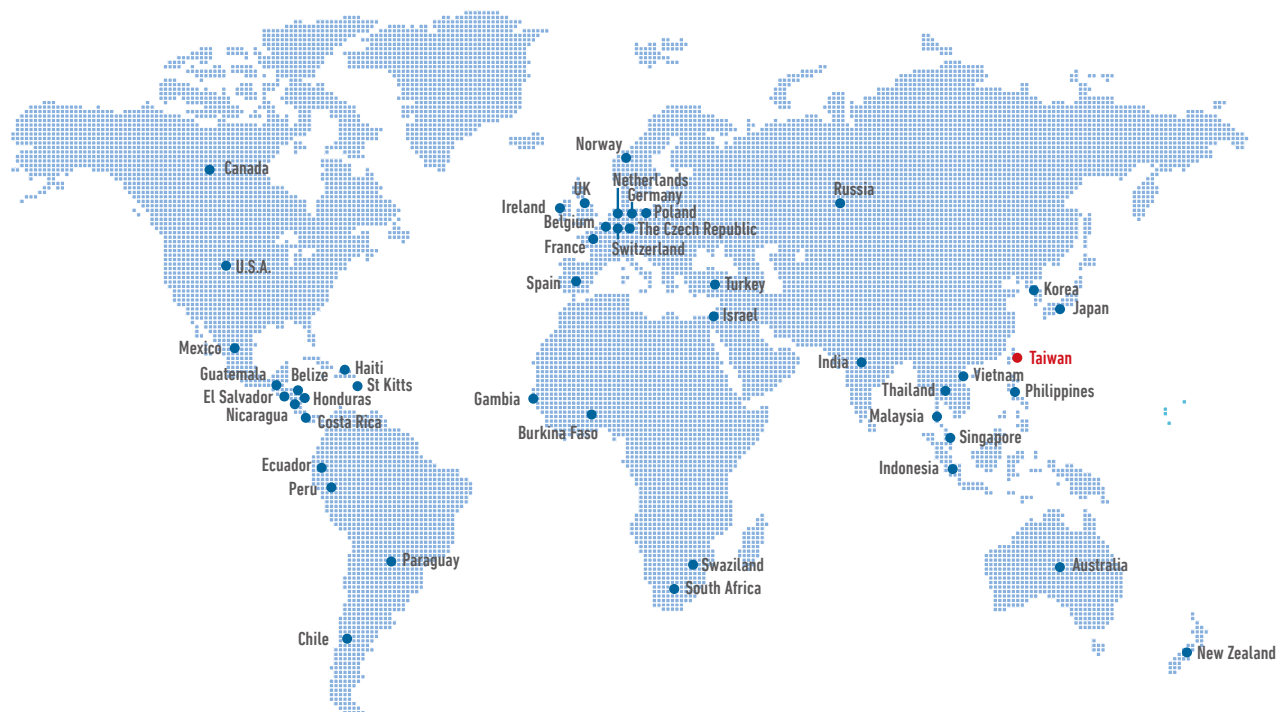 Norway
Canada
Netherlands
UK
Germany
Russia
Ireland
Poland
Belgium
The Czech Republic
France
Switzerland
U.S.A.
Spain
Turkey
Korea
Japan
Israel
Mexico
Taiwan
India
Haiti
Guatemala
Belize
St Kitts
Vietnam
El Salvador
Honduras
Gambia
Thailand
Philippines
Nicaragua
Costa Rica
Burkina Faso
Malaysia
Singapore
Ecuador
Indonesia
Peru
Paraguay
Swaziland
Australia
South Africa
Chile
New Zealand